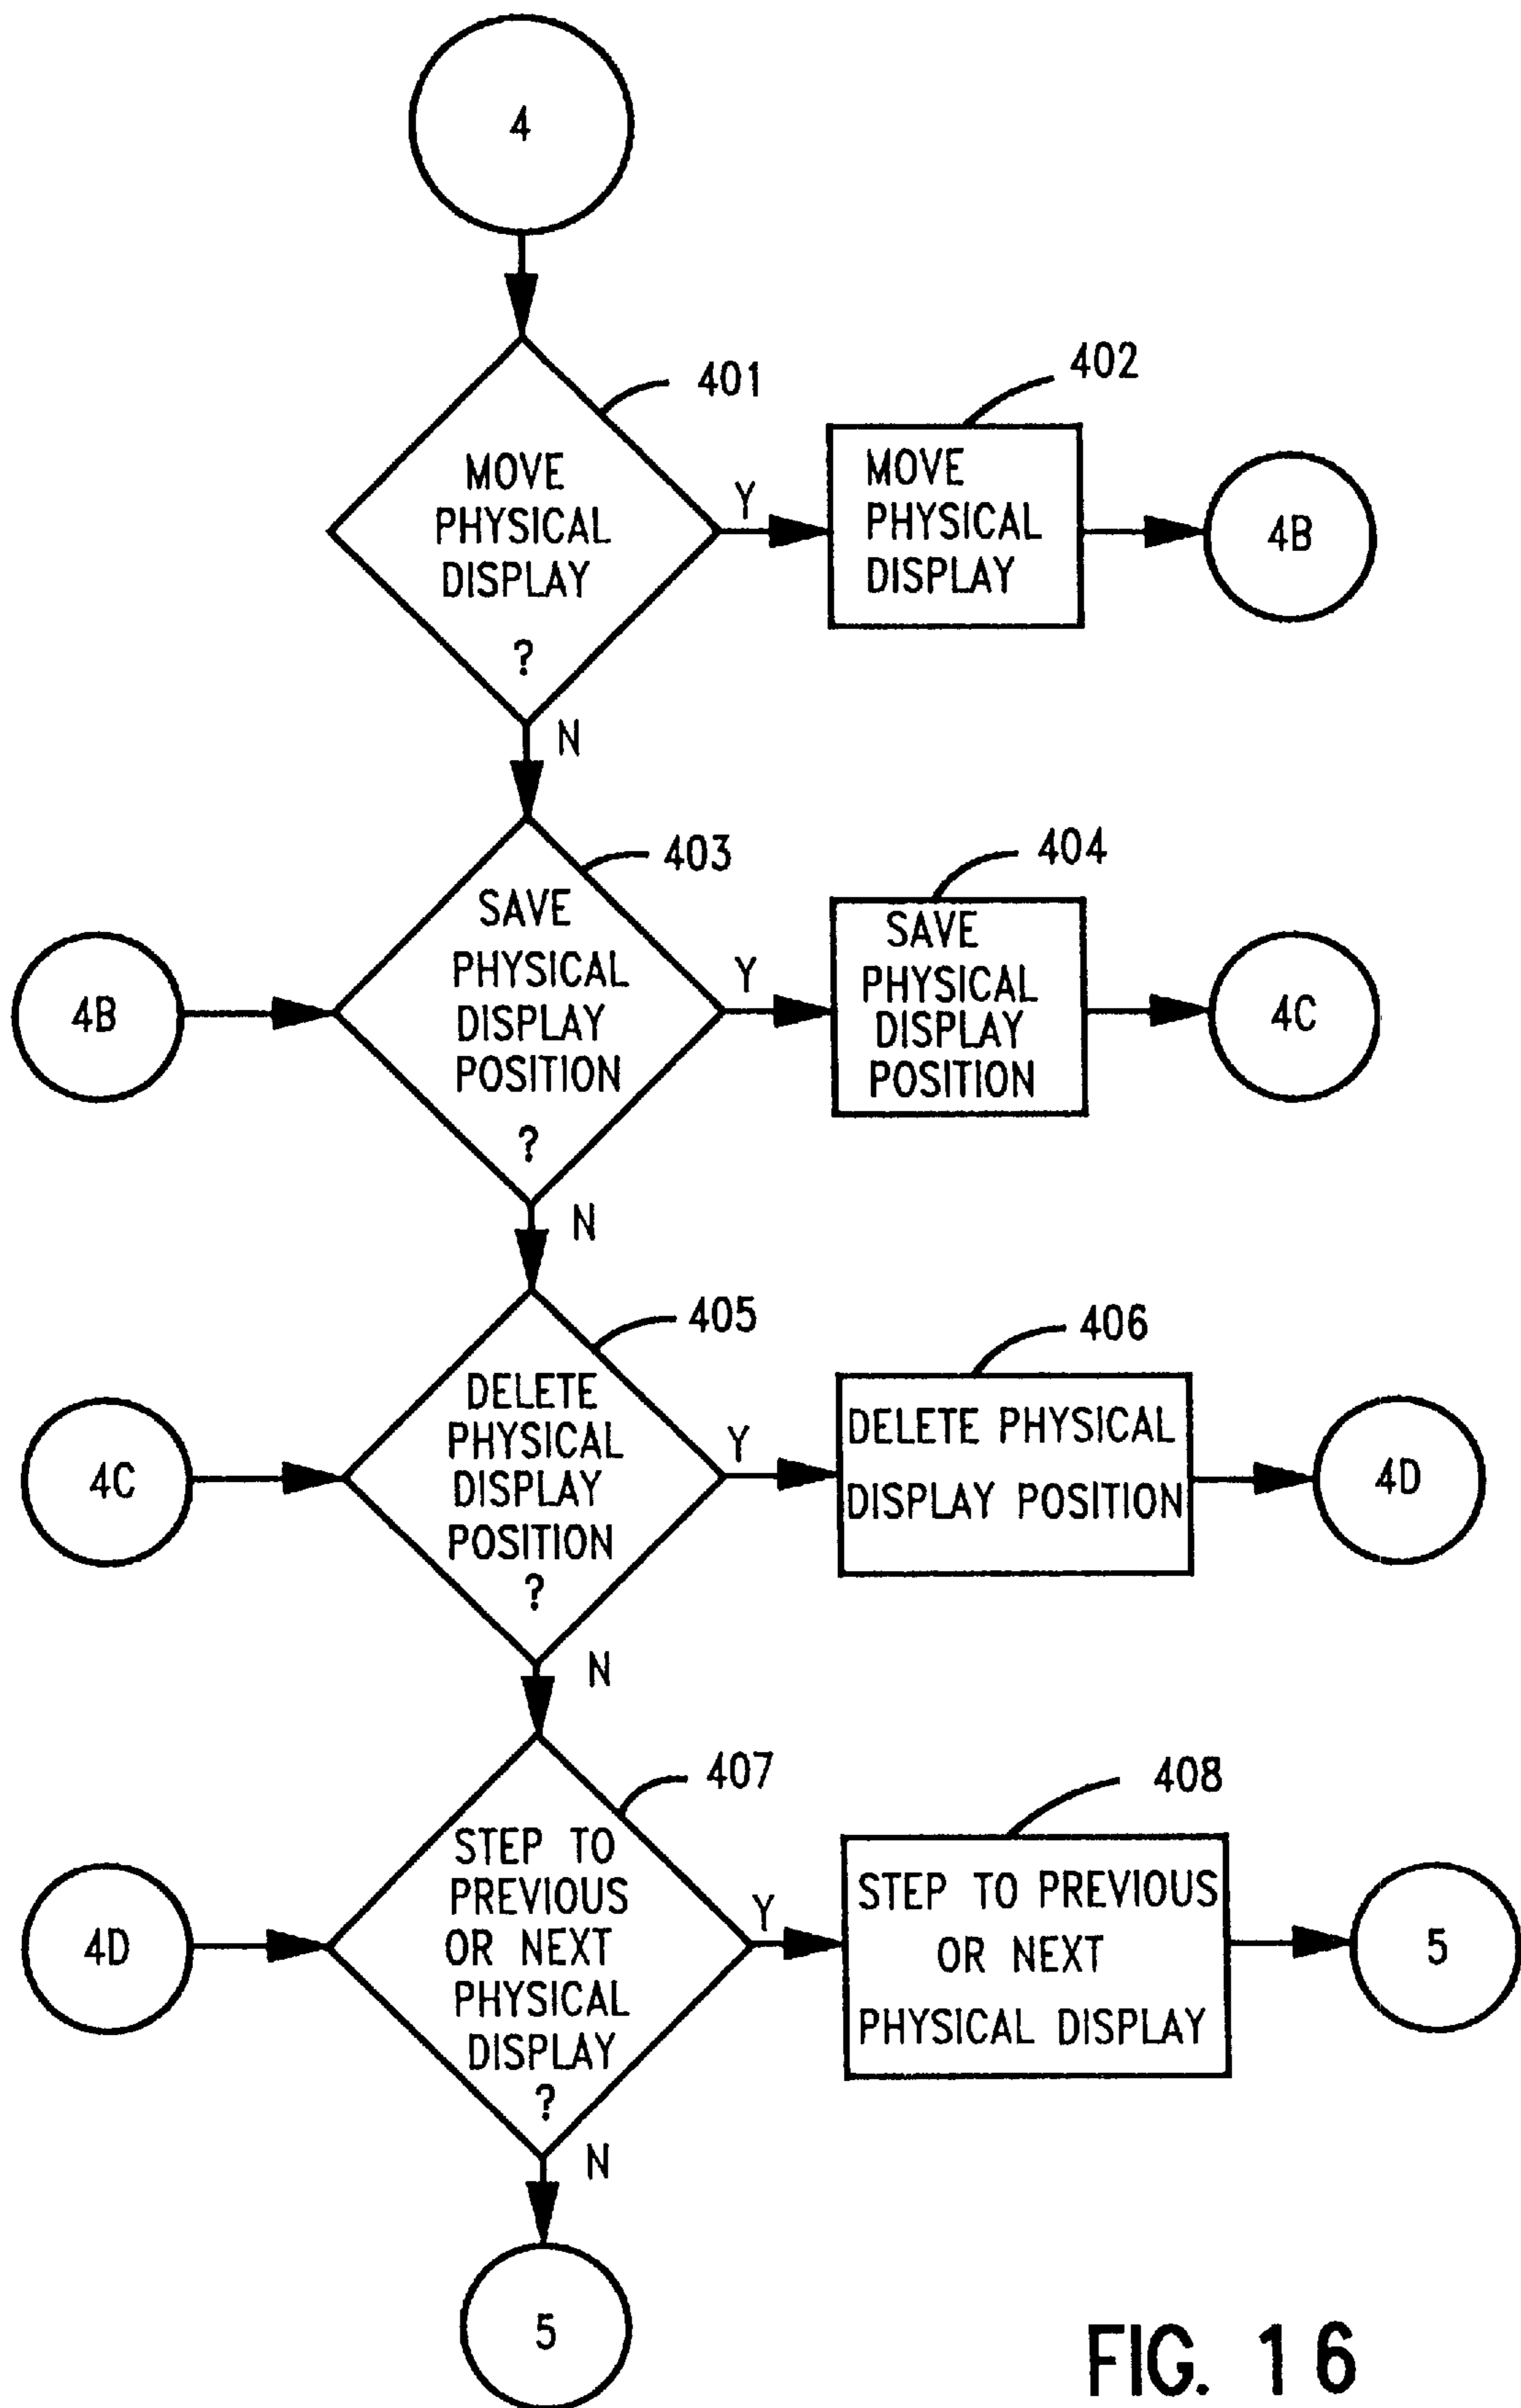 4
401
MOVE
PHYSICAL
DISPLAY
?
Y
N
402
MOVE
PHYSICAL
DISPLAY
4B
4B
403
SAVE
PHYSICAL
DISPLAY
POSITION
?
Y
N
404
SAVE
PHYSICAL
DISPLAY
POSITION
4C
4C
405
DELETE
PHYSICAL
DISPLAY
POSITION
?
Y
N
406
DELETE PHYSICAL
DISPLAY POSITION
4D
4D
407
STEP TO
PREVIOUS
OR NEXT
PHYSICAL
DISPLAY
?
Y
N
408
STEP TO PREVIOUS
OR NEXT
PHYSICAL DISPLAY
5
5
FIG. 16